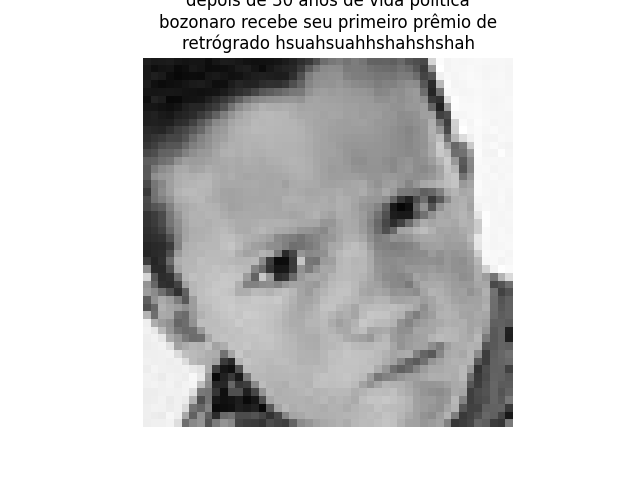 depois de 30 anos de vida política
bozonaro recebe seu primeiro prêmio de
retrógrado hsuahsuahhshahshshah